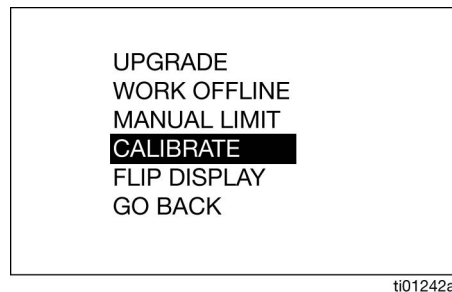 UPGRADE
WORK OFFLINE
MANUAL LIMIT
CALIBRATE
FLIP DISPLAY
GO BACK
ti01242a